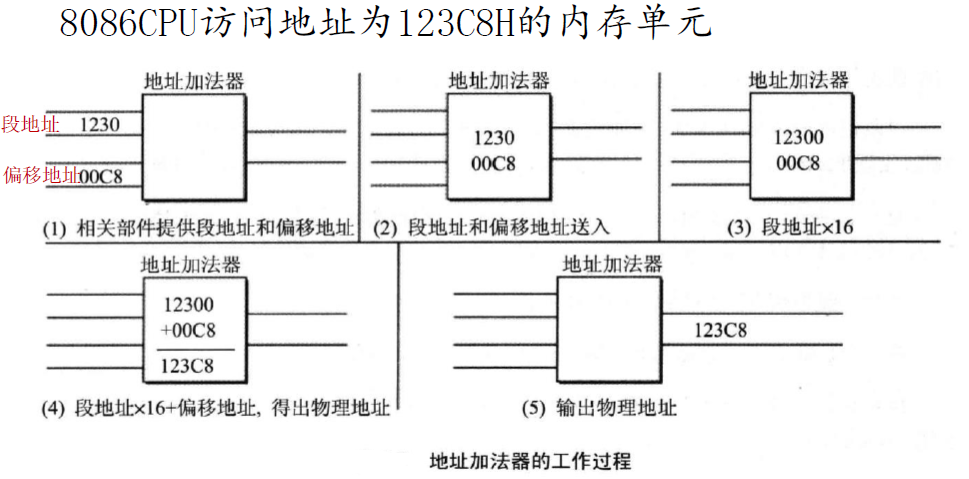 8086CPU访问地址为123C8H的内存单元
地址加法器
段地址 1230
偏移地址 00C8
(1) 相关部件提供段地址和偏移地址
地址加法器
1230
00C8
(2) 段地址和偏移地址送入
地址加法器
12300
00C8
(3) 段地址×16
地址加法器
12300
+00C8
123C8
(4) 段地址×16+偏移地址, 得出物理地址
地址加法器
123C8
(5) 输出物理地址
地址加法器的工作过程